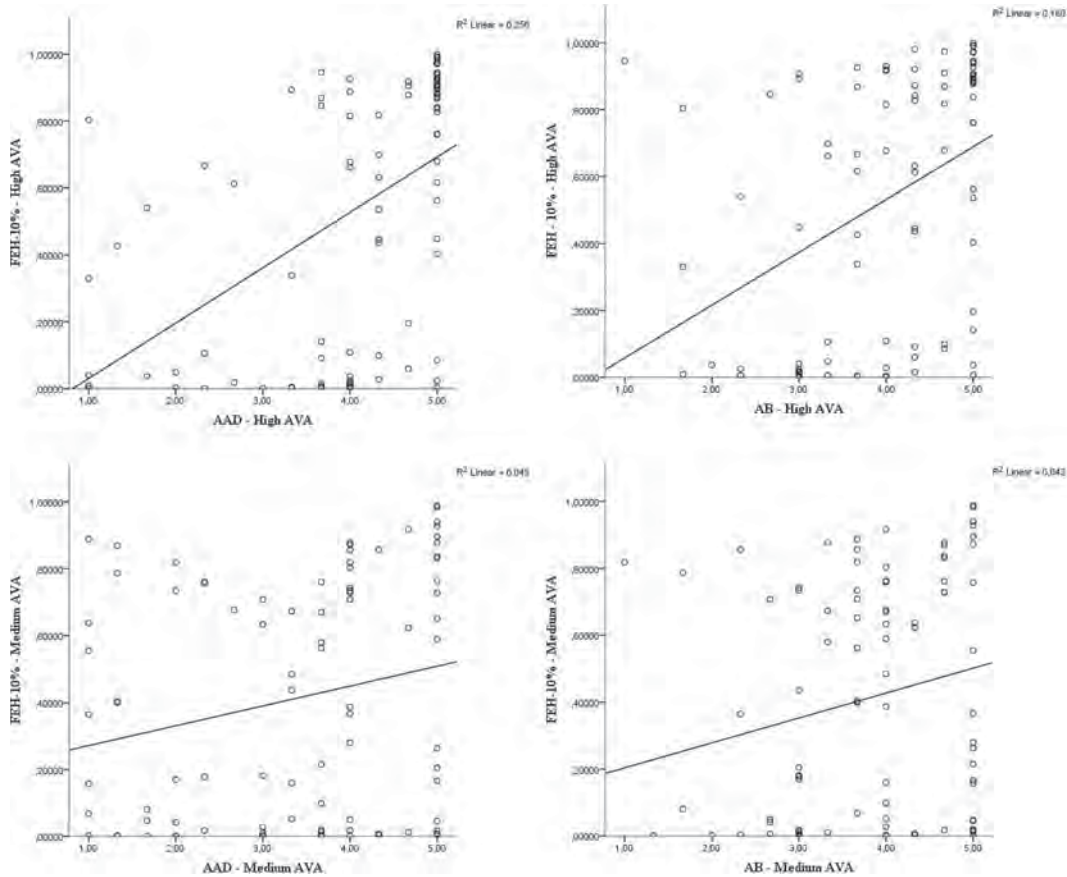 R² Linear = 0,256
1,00000
,80000
,60000
,40000
,20000
,00000
FEH-10% - High AVA
1,00 2,00 3,00 4,00 5,00
AAD - High AVA
R² Linear = 0,160
1,00000
,80000
,60000
,40000
,20000
,00000
FEH - 10% - High AVA
1,00 2,00 3,00 4,00 5,00
AB - High AVA
R² Linear = 0,045
1,00000
,80000
,60000
,40000
,20000
,00000
FEH-10% - Medium AVA
1,00 2,00 3,00 4,00 5,00
AAD - Medium AVA
R² Linear =
1,00000
,80000
,60000
,40000
,20000
,00000
FEH-10% - Medium AVA
1,00 2,00 3,00 4,00 5,00
AB - Medium AVA